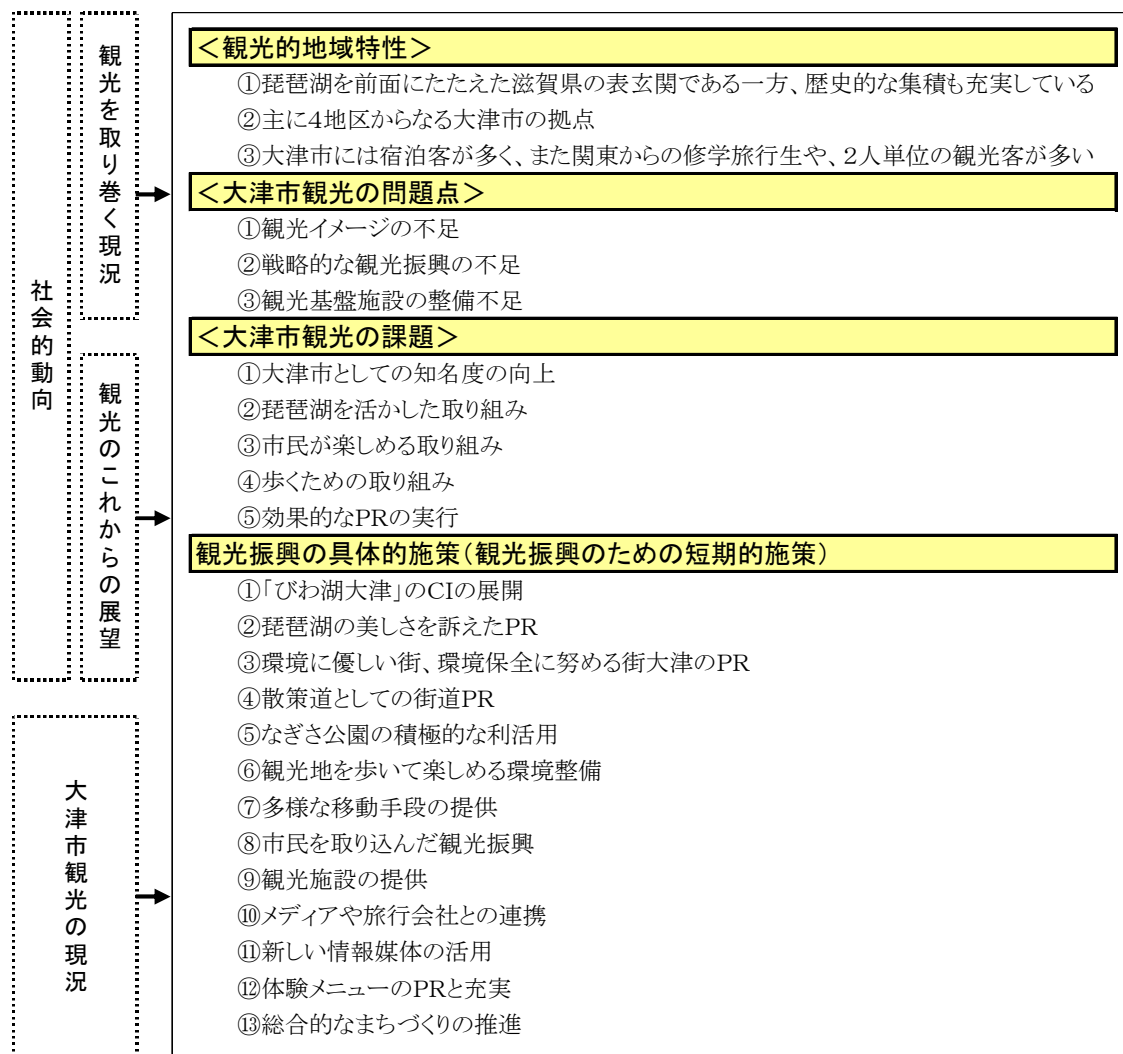 社会的動向
観光を取り巻く現況
観光のこれからの展望
大津市観光の現況
＜観光的地域特性＞
①琵琶湖を前面にたたえた滋賀県の表玄関である一方、歴史的な集積も充実している
②主に4地区からなる大津市の拠点
③大津市には宿泊客が多く、また関東からの修学旅行生や、2人単位の観光客が多い
＜大津市観光の問題点＞
①観光イメージの不足
②戦略的な観光振興の不足
③観光基盤施設の整備不足
＜大津市観光の課題＞
①大津市としての知名度の向上
②琵琶湖を活かした取り組み
③市民が楽しめる取り組み
④歩くための取り組み
⑤効果的なPRの実行
観光振興の具体的施策（観光振興のための短期的施策）
①「びわ湖大津」のCIの展開
②琵琶湖の美しさを訴えたPR
③環境に優しい街、環境保全に努める街大津のPR
④散策道としての街道PR
⑤なぎさ公園の積極的な利活用
⑥観光地を歩いて楽しめる環境整備
⑦多様な移動手段の提供
⑧市民を取り込んだ観光振興
⑨観光施設の提供
⑩メディアや旅行会社との連携
⑪新しい情報媒体の活用
⑫体験メニューのPRと充実
⑬総合的なまちづくりの推進